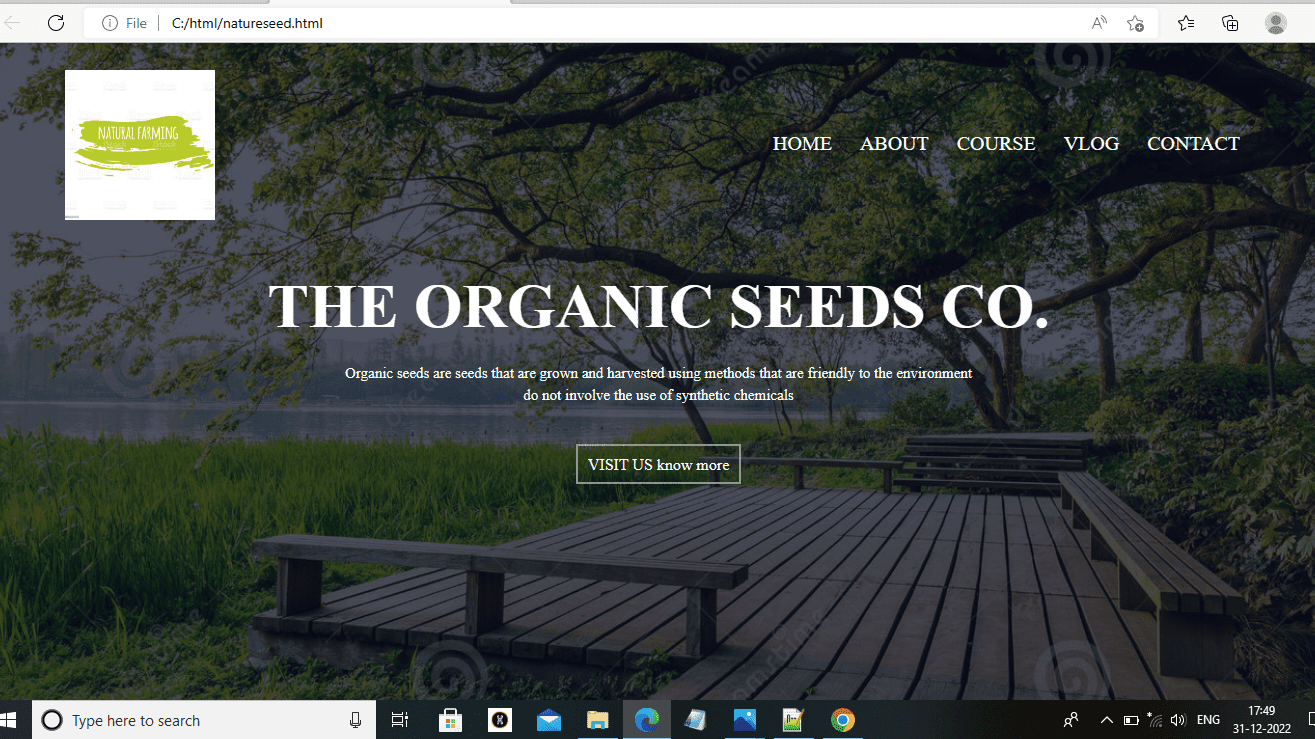 File
C:/html/natureseed.html
NATURAL FARMING
HOME ABOUT COURSE VLOG CONTACT
THE ORGANIC SEEDS CO.
Organic seeds are seeds that are grown and harvested using methods that are friendly to the environment
do not involve the use of synthetic chemicals
VISIT US know more
Type here to search
ENG
17:49
31-12-2022